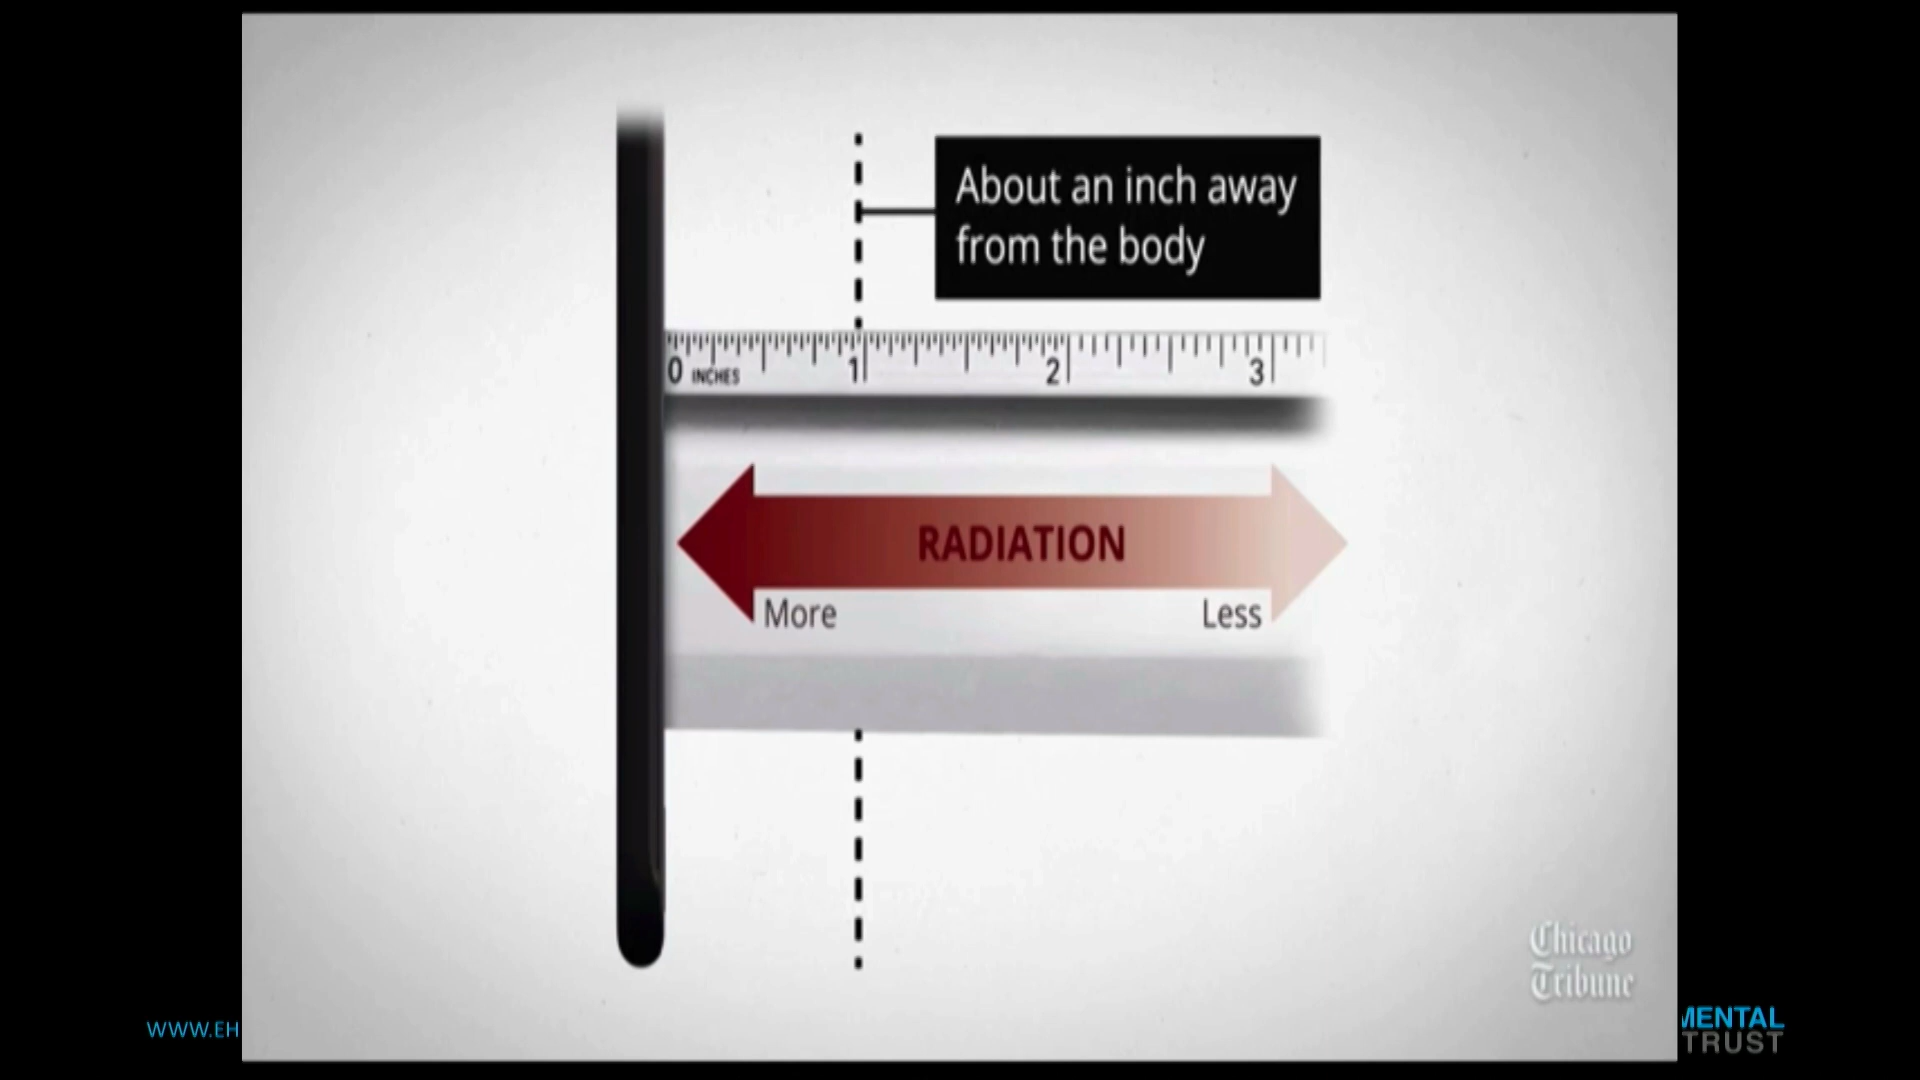 About an inch away
from the body
0 INCHES 1 2 3
RADIATION
More Less
Chicago
Tribune
WWW.EH
MENTAL
TRUST